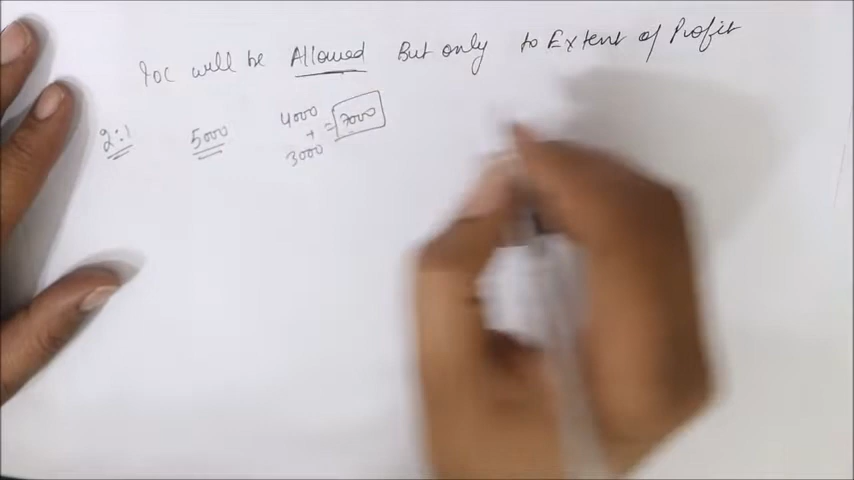 IOC will be Allowed But only to Extent of Profit
2:1 5000 4000 + 3000 = 7000